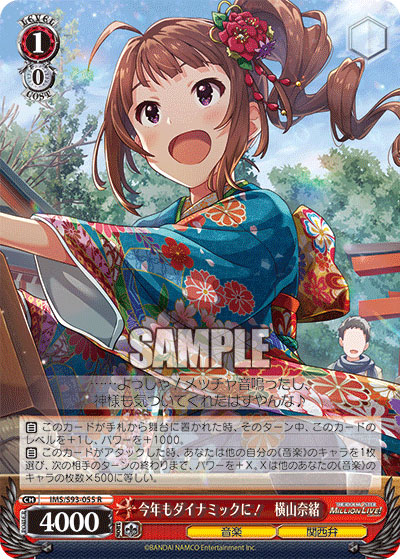 LEVEL
1
0
COST
SAMPLE
……よっしゃ！メッチャ音鳴ったし、
神様も気づいてくれたはずやんな♪
自 このカードが手札から舞台に置かれた時、そのターン中、このカードの
レベルを＋1し、パワーを＋1000。
自 このカードがアタックした時、あなたは他の自分の《音楽》のキャラを1枚
選び、次の相手のターンの終わりまで、パワーを＋X。Xは他のあなたの《音楽》の
キャラの枚数×500に等しい。
CH
IMS/S93-055 R
POWER
4000
今年もダイナミックに！ 横山奈緒
THE IDOLM@STER
MILLION LIVE!
音楽
関西弁
©BANDAI NAMCO Entertainment Inc.